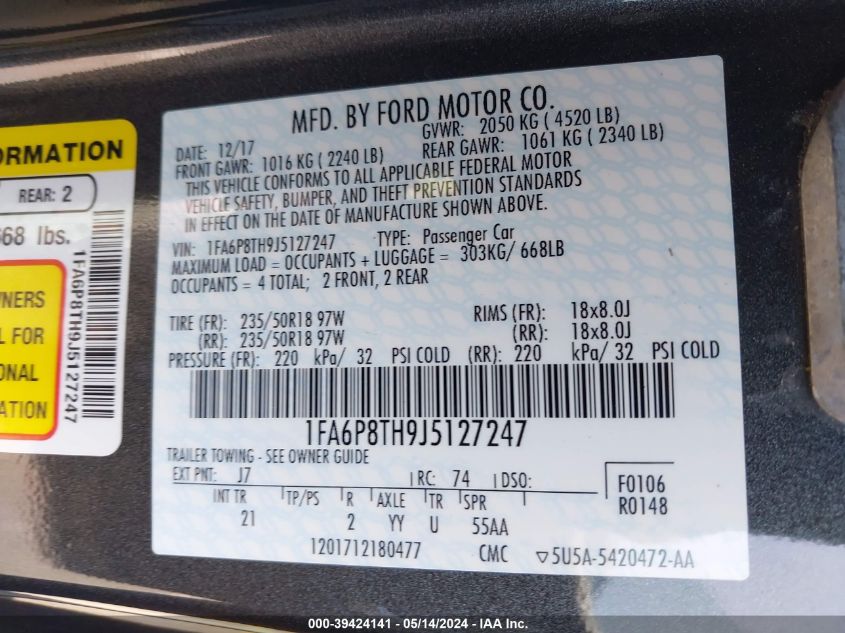 ORMATION
REAR: 2
668 lbs.
1FA6P8TH9J5127247
WNERS
L FOR
ONAL
ATION
MFD. BY FORD MOTOR CO.
DATE: 12/17 GVWR: 2050 KG ( 4520 LB)
FRONT GAWR: 1016 KG ( 2240 LB) REAR GAWR: 1061 KG ( 2340 LB)
THIS VEHICLE CONFORMS TO ALL APPLICABLE FEDERAL MOTOR
VEHICLE SAFETY, BUMPER, AND THEFT PREVENTION STANDARDS
IN EFFECT ON THE DATE OF MANUFACTURE SHOWN ABOVE.
VIN: 1FA6P8TH9J5127247 TYPE: Passenger Car
MAXIMUM LOAD = OCCUPANTS + LUGGAGE = 303KG/ 668LB
OCCUPANTS = 4 TOTAL; 2 FRONT, 2 REAR
TIRE (FR): 235/50R18 97W RIMS (FR): 18x8.0J
(RR): 235/50R18 97W (RR): 18x8.0J
PRESSURE (FR): 220 kPa/ 32 PSI COLD (RR): 220 kPa/ 32 PSI COLD
1FA6P8TH9J5127247
TRAILER TOWING - SEE OWNER GUIDE
EXT PNT: J7 RC: 74 DSO: F0106
INT TR TP/PS R AXLE TR SPR R0148
21 2 YY U 55AA
1201712180477 CMC ▽5U5A-5420472-AA
000-39424141 - 05/14/2024 - IAA Inc.